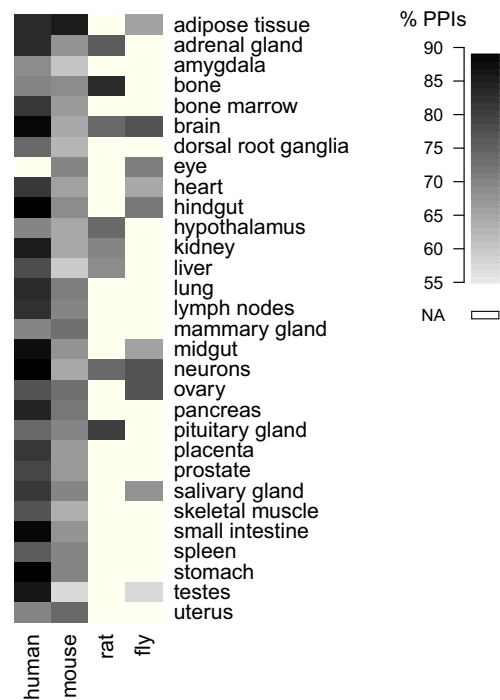 % PPIs
adipose tissue
adrenal gland
amygdala
bone
bone marrow
brain
dorsal root ganglia
eye
heart
hindgut
hypothalamus
kidney
liver
lung
lymph nodes
mammary gland
midgut
neurons
ovary
pancreas
pituitary gland
placenta
prostate
salivary gland
skeletal muscle
small intestine
spleen
stomach
testes
uterus
90
85
80
75
70
65
60
55
NA
human
mouse
rat
fly